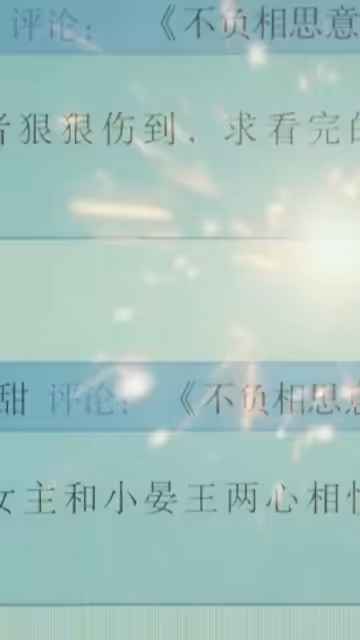 评论：《不负相思意
狠狠伤到，求看完的
甜 评论：《不负相思意
女主和小晏王两心相